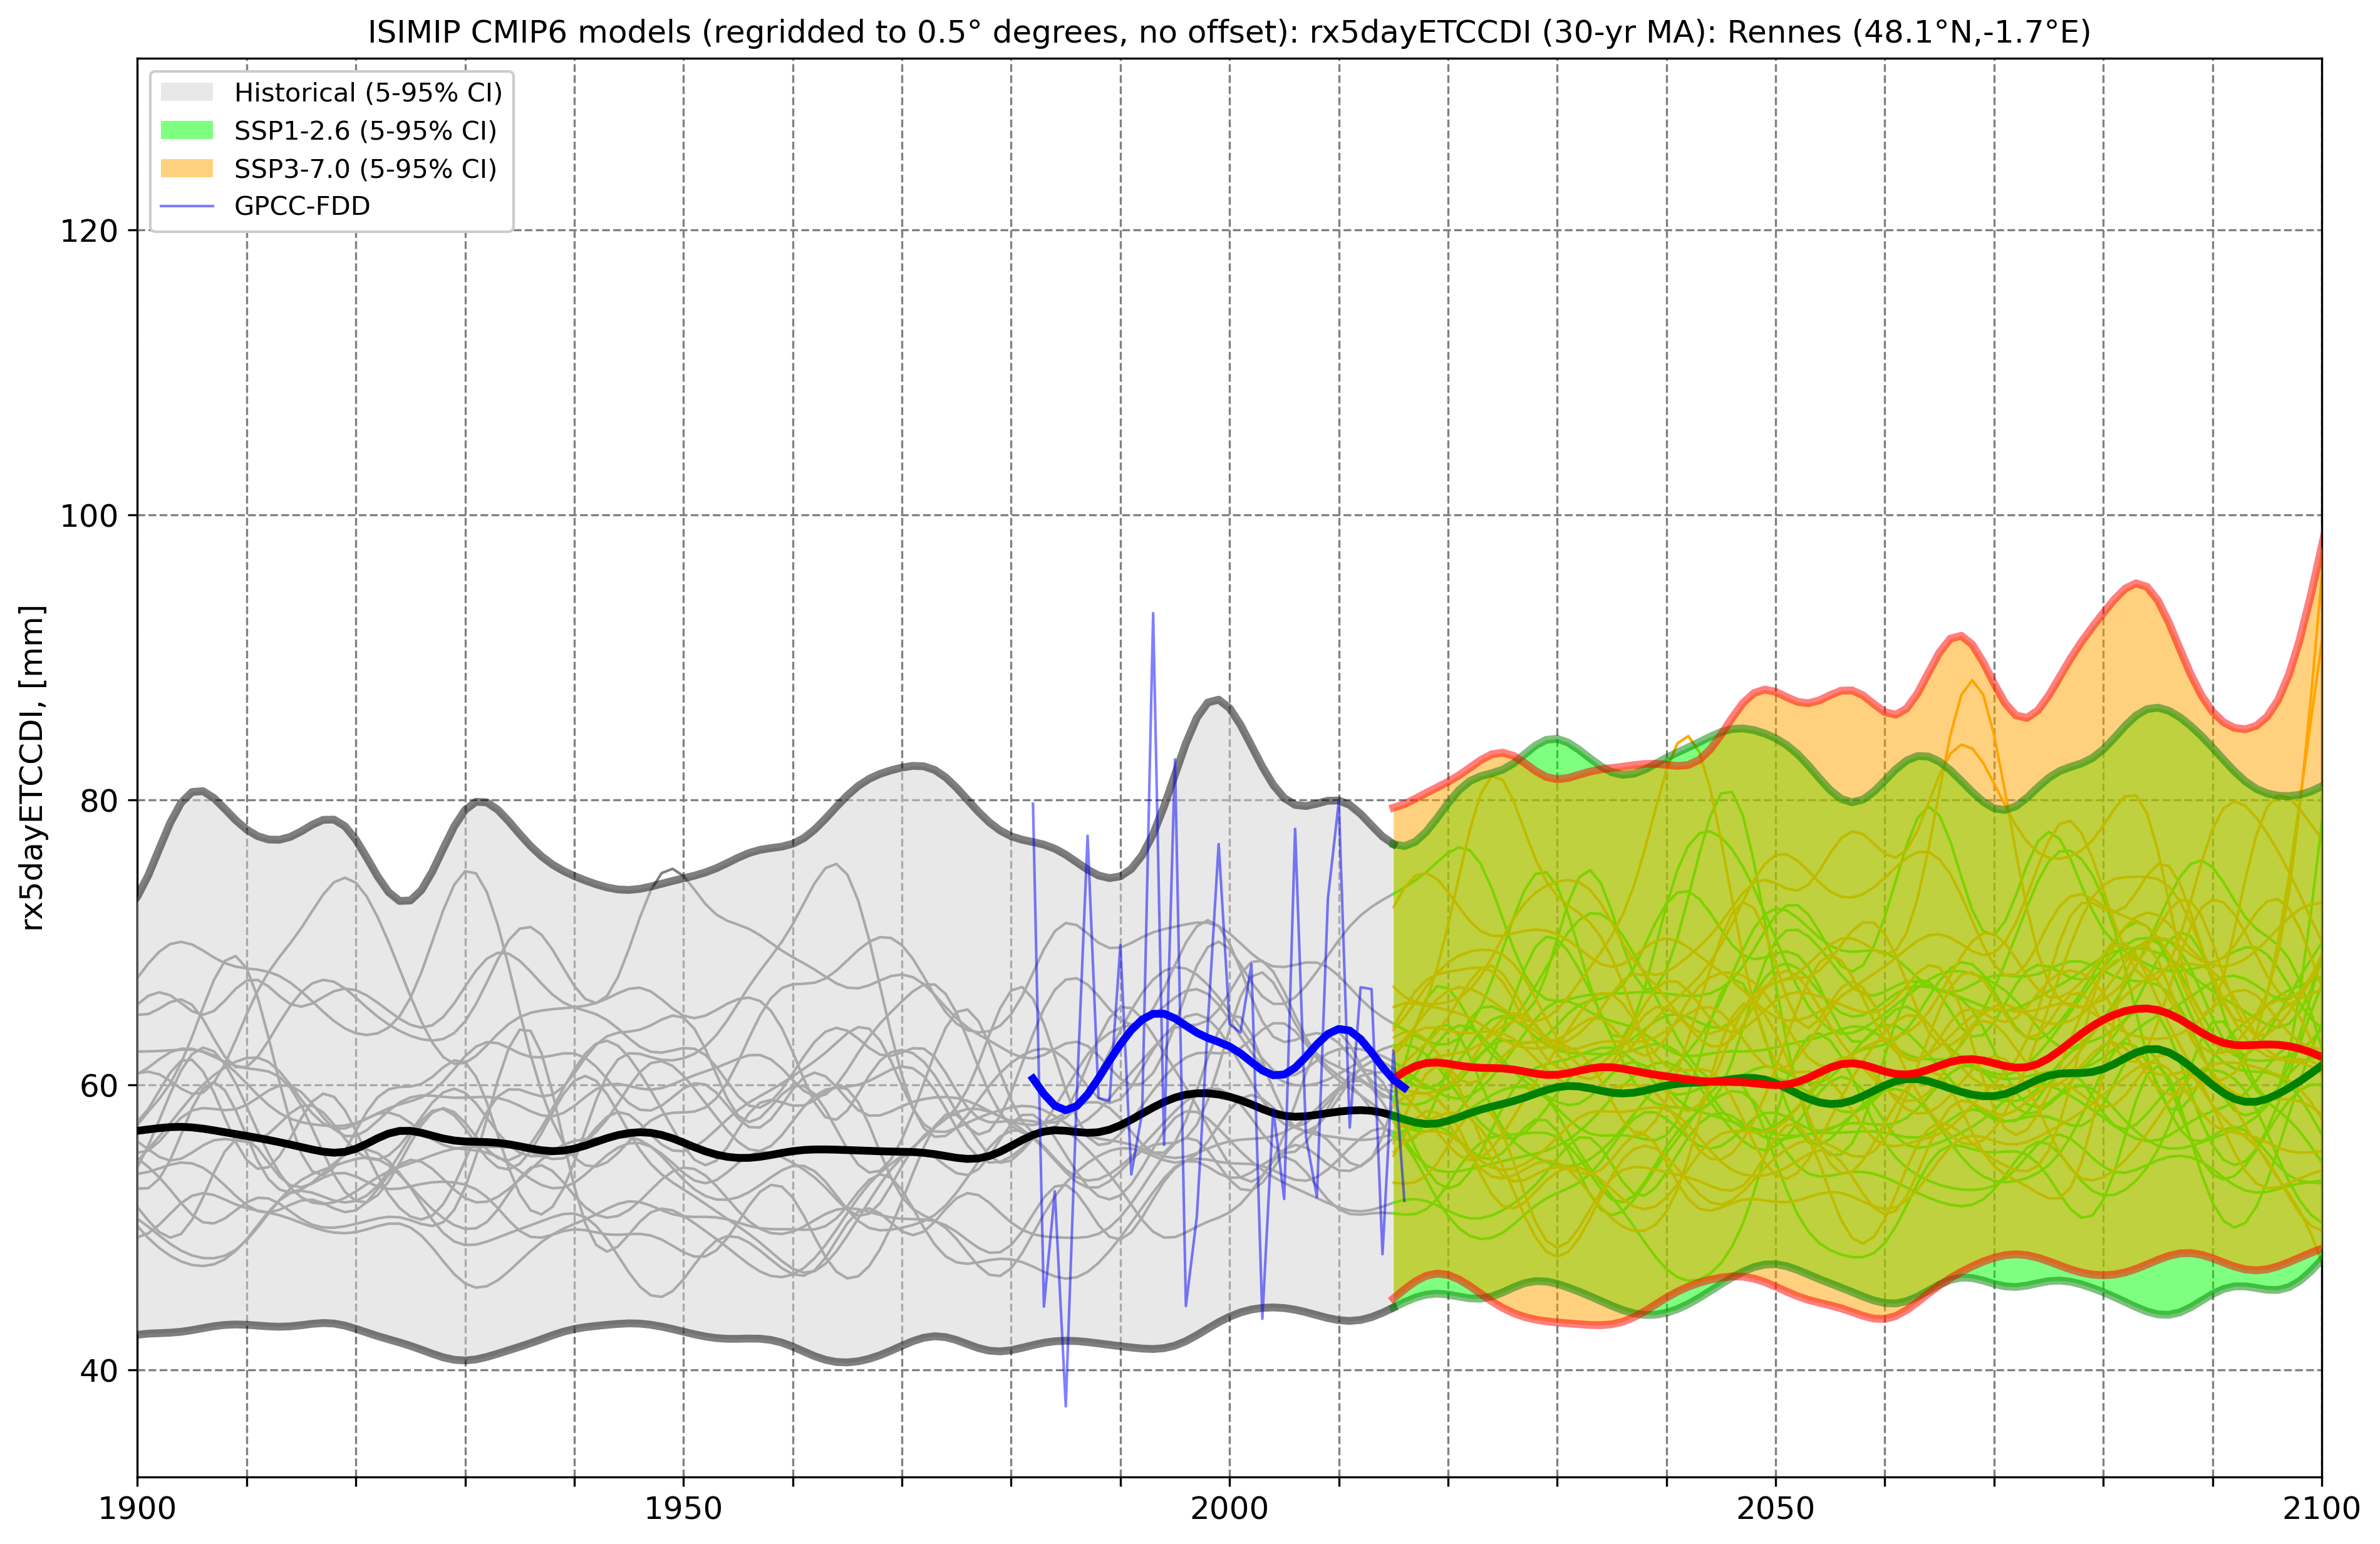 ISIMIP CMIP6 models (regridded to 0.5° degrees, no offset): rx5dayETCCDI (30-yr MA): Rennes (48.1°N,-1.7°E)
Historical (5-95% CI)
SSP1-2.6 (5-95% CI)
SSP3-7.0 (5-95% CI)
GPCC-FDD
rx5dayETCCDI, [mm]
120
100
80
60
40
1900
1950
2000
2050
2100